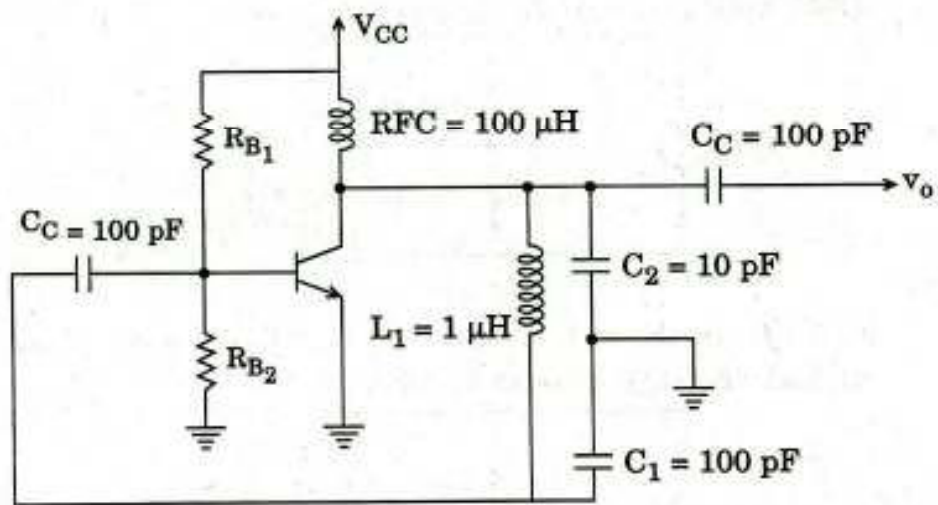 V_CC
RFC = 100 μH
R_B1
C_C = 100 pF
v_o
C_C = 100 pF
C_2 = 10 pF
L_1 = 1 μH
R_B2
C_1 = 100 pF